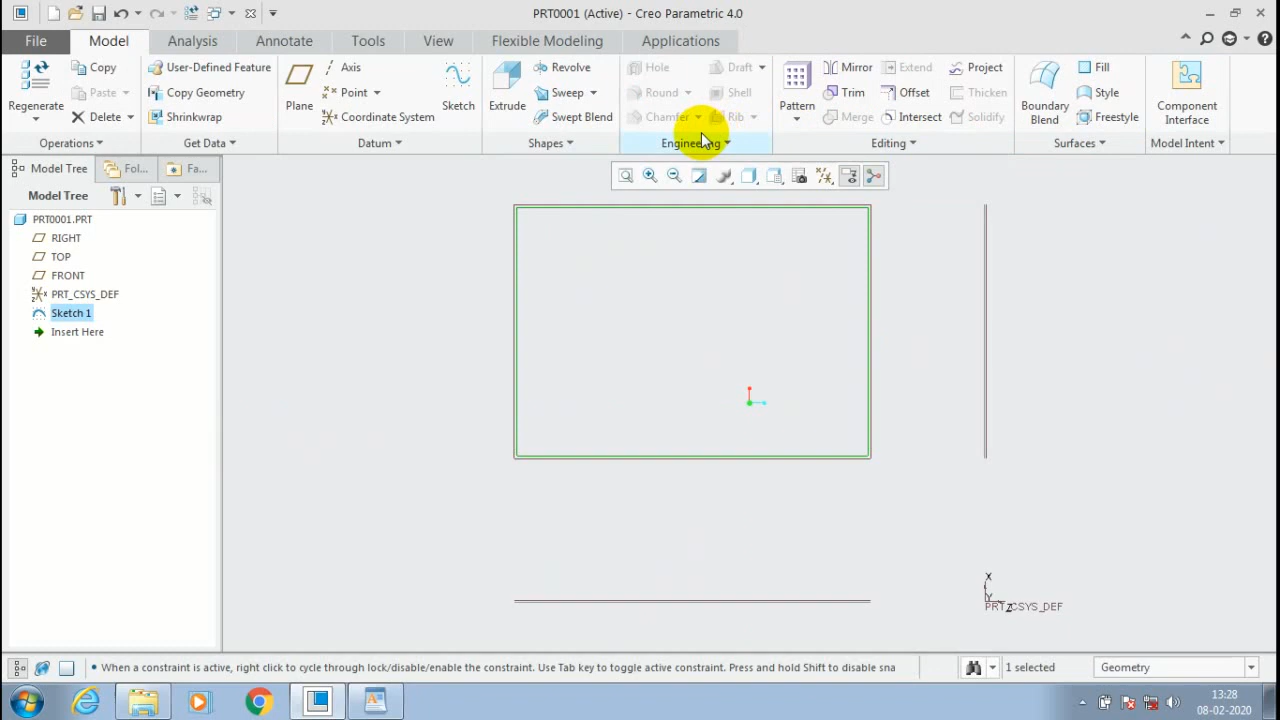 PRT0001 (Active) - Creo Parametric 4.0
File Model Analysis Annotate Tools View Flexible Modeling Applications
Regenerate
Copy
Paste
Delete
Operations
User-Defined Feature
Copy Geometry
Shrinkwrap
Get Data
Plane
Axis
Point
Coordinate System
Sketch
Datum
Extrude
Revolve
Sweep
Swept Blend
Shapes
Hole
Round
Chamfer
Draft
Shell
Rib
Engineering
Pattern
Mirror
Trim
Merge
Extend
Offset
Intersect
Project
Thicken
Solidify
Editing
Boundary
Blend
Fill
Style
Freestyle
Surfaces
Component
Interface
Model Intent
Model Tree
Fol...
Fa...
Model Tree
PRT0001.PRT
RIGHT
TOP
FRONT
PRT_CSYS_DEF
Sketch 1
Insert Here
X
Y
Z
PRT_CSYS_DEF
• When a constraint is active, right click to cycle through lock/disable/enable the constraint. Use Tab key to toggle active constraint. Press and hold Shift to disable sna
1 selected
Geometry
13:28
08-02-2020